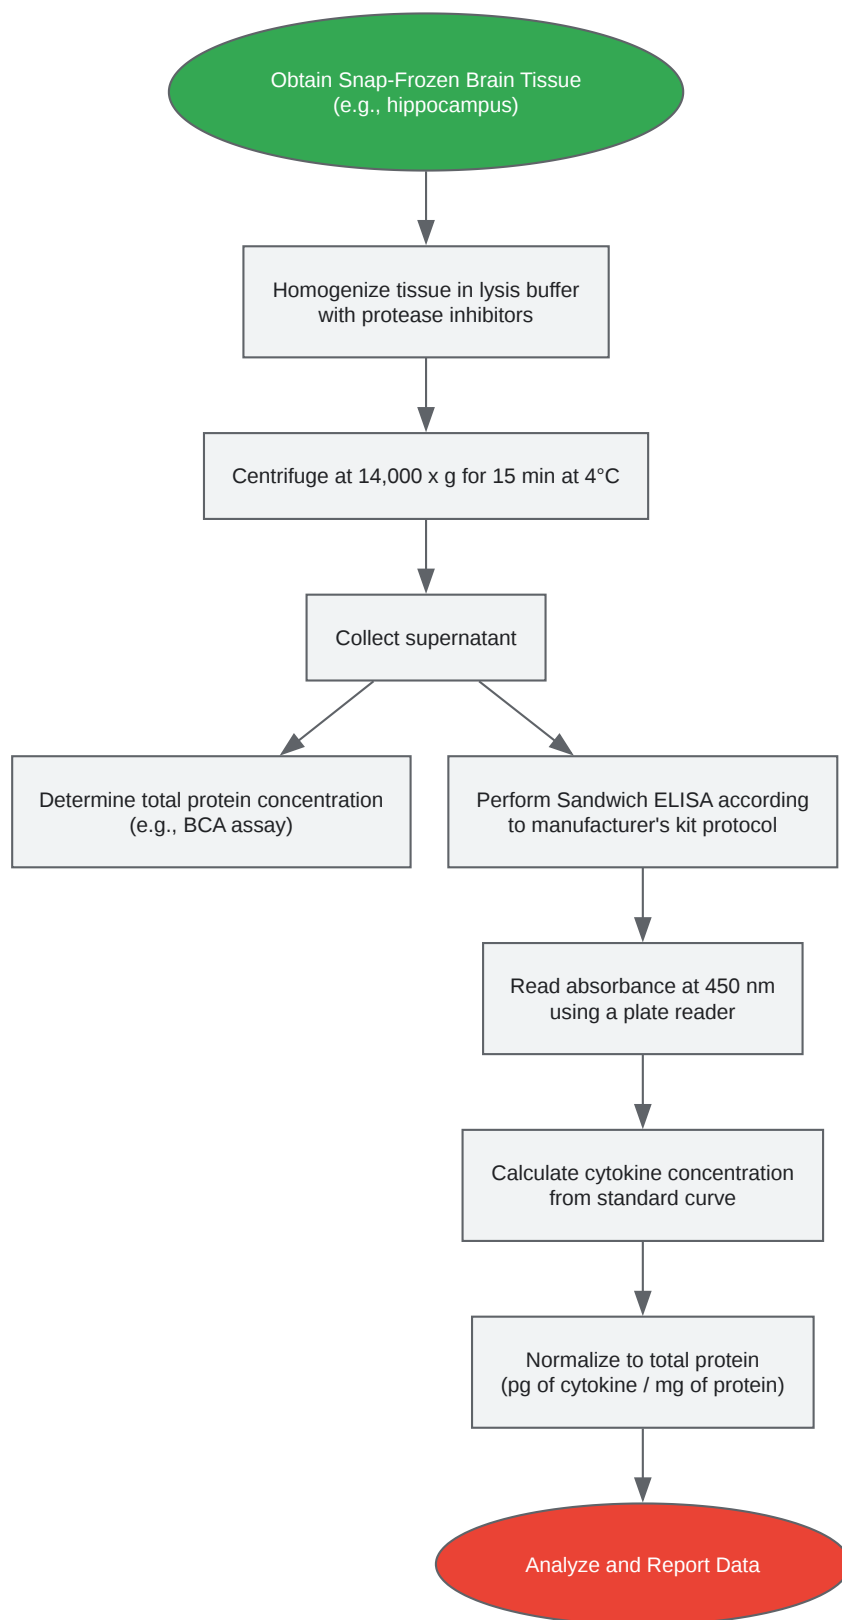 Obtain Snap-Frozen Brain Tissue
(e.g., hippocampus)
Homogenize tissue in lysis buffer
with protease inhibitors
Centrifuge at 14,000 x g for 15 min at 4°C
Collect supernatant
Determine total protein concentration
(e.g., BCA assay)
Perform Sandwich ELISA according
to manufacturer's kit protocol
Read absorbance at 450 nm
using a plate reader
Calculate cytokine concentration
from standard curve
Normalize to total protein
(pg of cytokine / mg of protein)
Analyze and Report Data